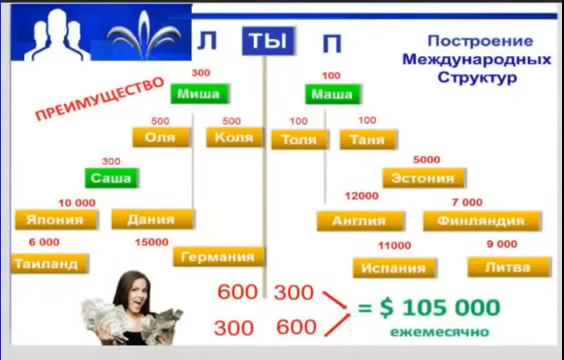 Л ТЫ П
Построение
Международных
Структур
ПРЕИМУЩЕСТВО
300
100
Миша
Маша
500
500
100
100
Оля
Коля
Толя
Таня
300
5000
Саша
Эстония
10 000
12000
7 000
Япония
Дания
Англия
Финляндия
6 000
15000
11000
9 000
Таиланд
Германия
Испания
Литва
600 300
300 600
= $ 105 000
ежемесячно